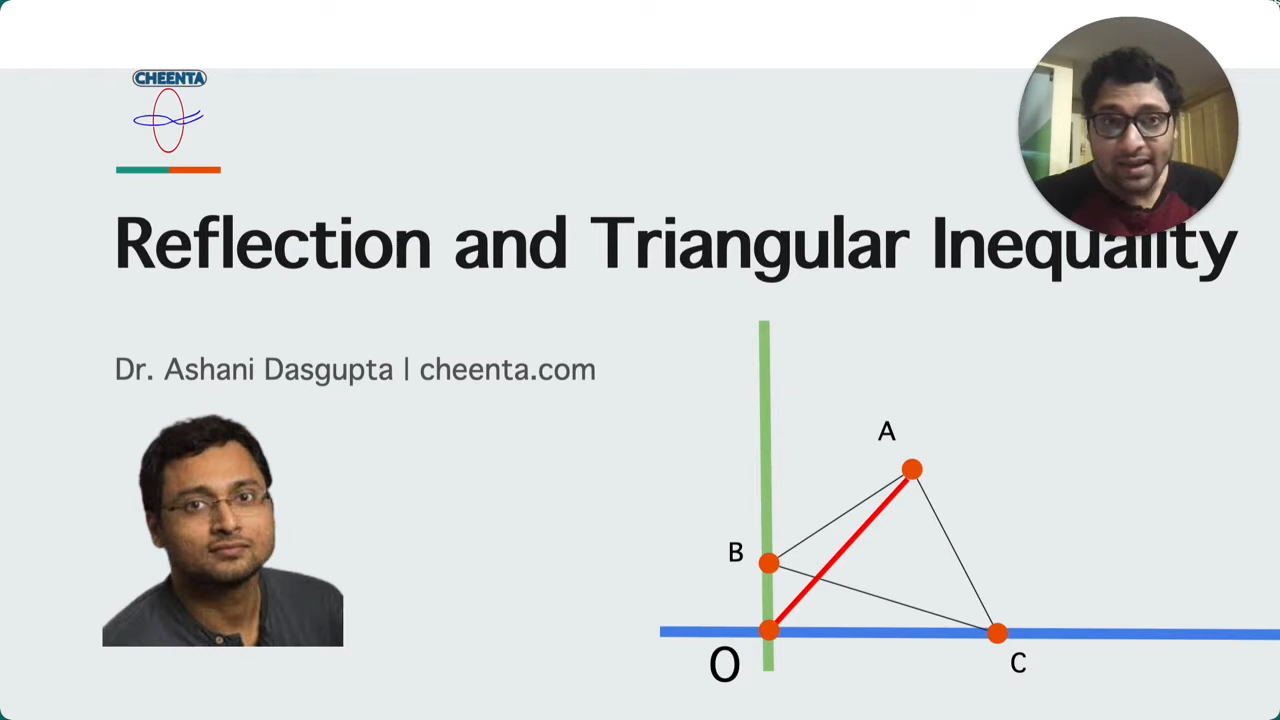 CHEENTA
Reflection and Triangular Inequality
Dr. Ashani Dasgupta | cheenta.com
A
B
O
C